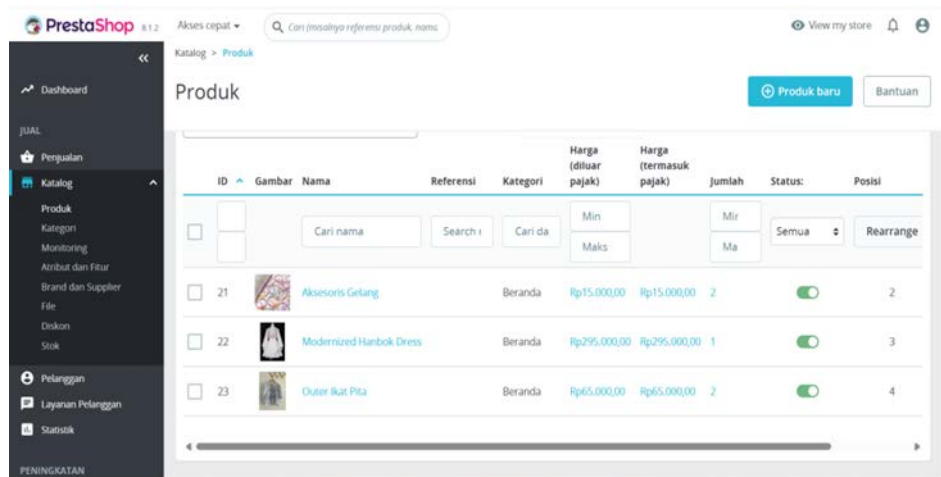 PrestaShop 8.1.2
Akses cepat
Cari (misalnya referensi produk, nama
View my store
Katalog > Produk
Produk
Produk baru
Bantuan
Dashboard
JUAL
Penjualan
Katalog
Produk
Kategori
Monitoring
Atribut dan Fitur
Brand dan Supplier
File
Diskon
Stok
Pelanggan
Layanan Pelanggan
Statistik
PENINGKATAN
ID Gambar Nama Referensi Kategori Harga (diluar pajak) Harga (termasuk pajak) Jumlah Status: Posisi
Cari nama Search Cari da Min Maks Mir Ma Semua Rearrange
21 Aksesoris Gelang Beranda Rp15.000,00 Rp15.000,00 2 2
22 Modernized Hanbok Dress Beranda Rp295.000,00 Rp295.000,00 1 3
23 Outer Ikat Pita Beranda Rp65.000,00 Rp65.000,00 2 4